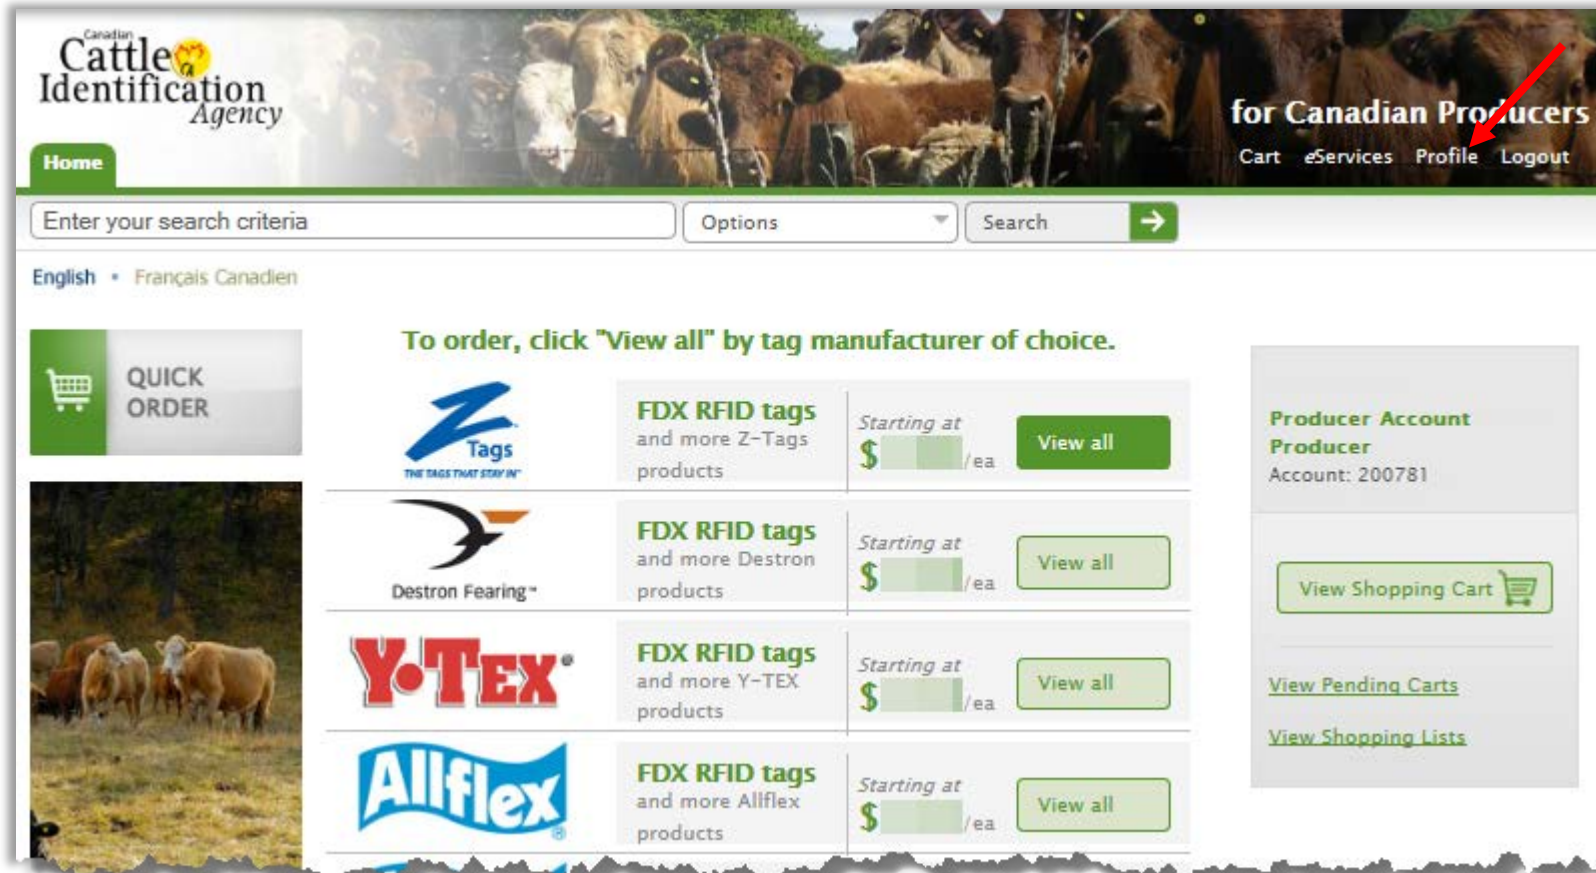 Canadian
Cattle
Identification
Agency
for Canadian Producers
Cart eServices Profile Logout
Home
Enter your search criteria
Options
Search
English • Français Canadien
QUICK
ORDER
To order, click "View all" by tag manufacturer of choice.
Z
Tags
THE TAGS THAT STAY IN™
FDX RFID tags
and more Z-Tags
products
Starting at
$ /ea
View all
Destron Fearing™
FDX RFID tags
and more Destron
products
Starting at
$ /ea
View all
Y•TEX®
FDX RFID tags
and more Y-TEX
products
Starting at
$ /ea
View all
Allflex®
FDX RFID tags
and more Allflex
products
Starting at
$ /ea
View all
Producer Account
Producer
Account: 200781
View Shopping Cart
View Pending Carts
View Shopping Lists